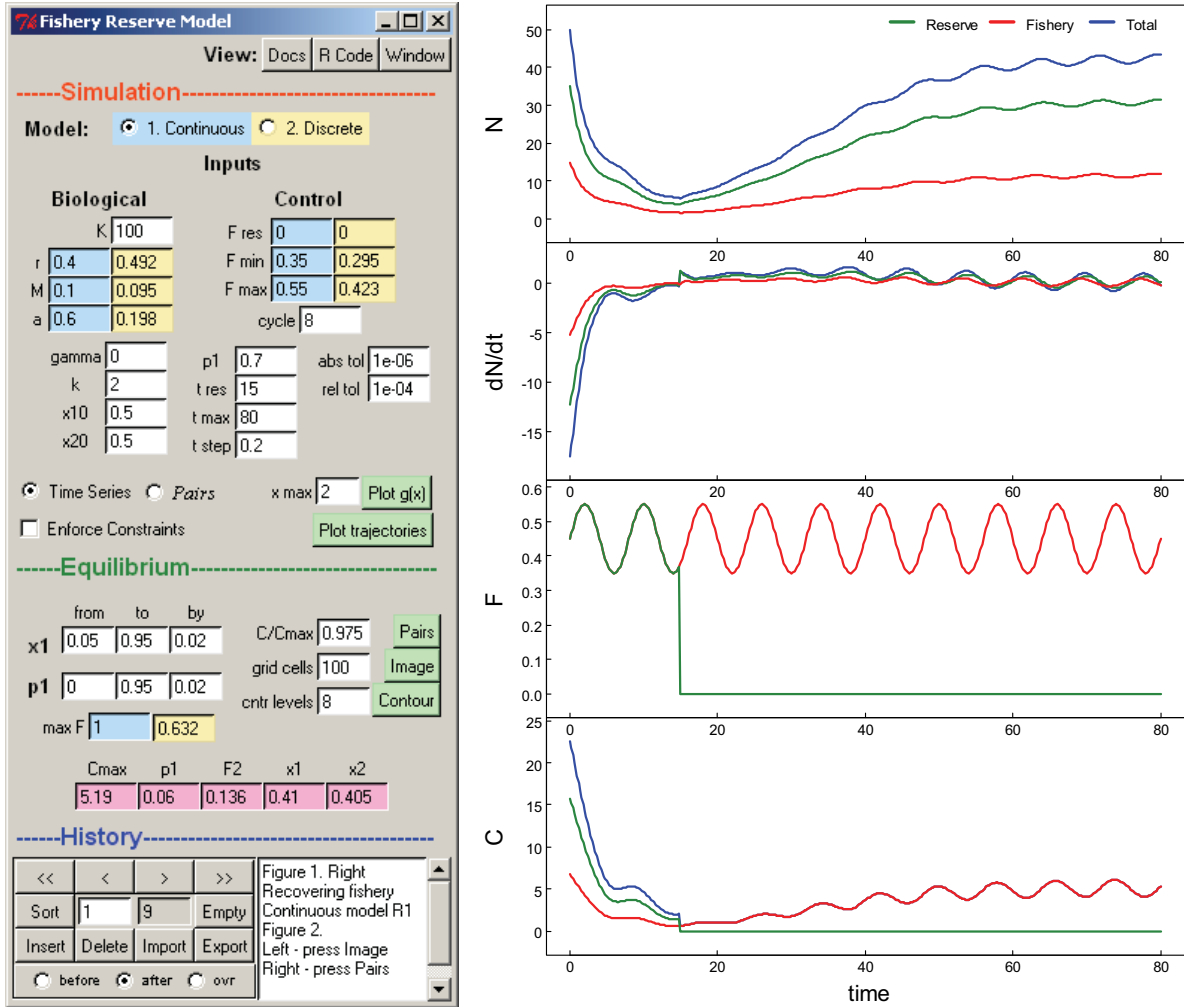 Fishery Reserve Model
View: Docs R Code Window
------Simulation------------------------------------
Model: 1. Continuous 2. Discrete
Inputs
Biological Control
K 100 F res 0 0
r 0.4 0.492 F min 0.35 0.295
M 0.1 0.095 F max 0.55 0.423
a 0.6 0.198 cycle 8
gamma 0 p1 0.7 abs tol 1e-06
k 2 t res 15 rel tol 1e-04
x10 0.5 t max 80
x20 0.5 t step 0.2
Time Series Pairs x max 2 Plot g(x)
Enforce Constraints Plot trajectories
------Equilibrium-----------------------------------
from to by
x1 0.05 0.95 0.02 C/Cmax 0.975 Pairs
grid cells 100 Image
p1 0 0.95 0.02 cntr levels 8 Contour
max F 1 0.632
Cmax p1 F2 x1 x2
5.19 0.06 0.136 0.41 0.405
------History----------------------------------------
<< < > >>
Sort 1 9 Empty
Insert Delete Import Export
before after ovr
Figure 1. Right
Recovering fishery
Continuous model R1
Figure 2.
Left - press Image
Right - press Pairs
Reserve Fishery Total
N
50
40
30
20
10
0
0 20 40 60 80
dN/dt
0
-5
-10
-15
0 20 40 60 80
F
0.6
0.5
0.4
0.3
0.2
0.1
0.0
0 20 40 60 80
C
25
20
15
10
5
0
0 20 40 60 80
time